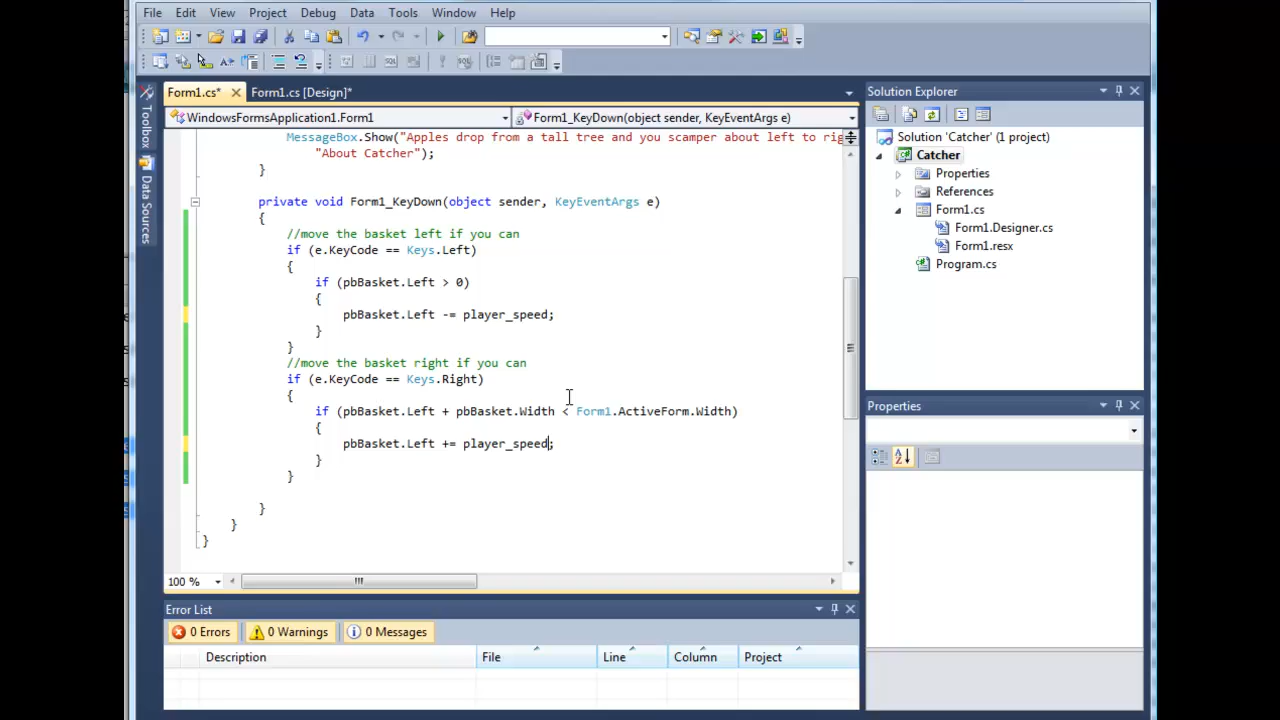 File Edit View Project Debug Data Tools Window Help
Form1.cs* Form1.cs [Design]*
WindowsFormsApplication1.Form1 Form1_KeyDown(object sender, KeyEventArgs e)
Toolbox
Data Sources
MessageBox.Show("Apples drop from a tall tree and you scamper about left to rig
"About Catcher");
}
private void Form1_KeyDown(object sender, KeyEventArgs e)
{
//move the basket left if you can
if (e.KeyCode == Keys.Left)
{
if (pbBasket.Left > 0)
{
pbBasket.Left -= player_speed;
}
}
//move the basket right if you can
if (e.KeyCode == Keys.Right)
{
if (pbBasket.Left + pbBasket.Width < Form1.ActiveForm.Width)
{
pbBasket.Left += player_speed;
}
}
}
}
}
100 %
Error List
0 Errors 0 Warnings 0 Messages
Description File Line Column Project
Solution Explorer
Solution 'Catcher' (1 project)
Catcher
Properties
References
Form1.cs
Form1.Designer.cs
Form1.resx
Program.cs
Properties